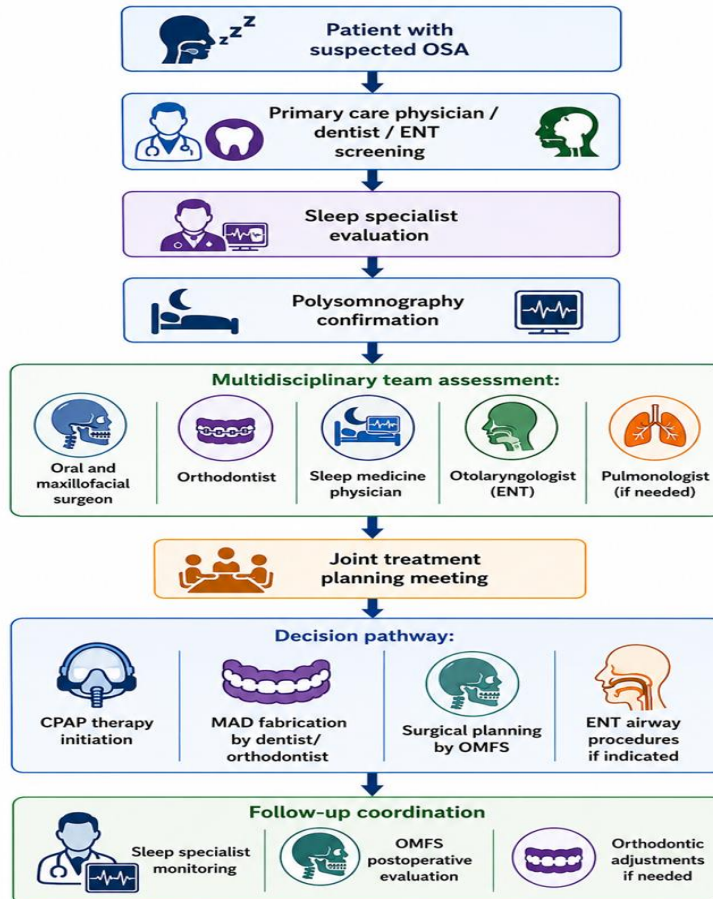 z z z z
Patient with
suspected OSA
Primary care physician /
dentist / ENT
screening
Sleep specialist
evaluation
Polysomnography
confirmation
Multidisciplinary team assessment:
Oral and
maxillofacial
surgeon
Orthodontist
Sleep medicine
physician
Otolaryngologist
(ENT)
Pulmonologist
(if needed)
Joint treatment
planning meeting
Decision pathway:
CPAP therapy
initiation
MAD fabrication
by dentist/
orthodontist
Surgical planning
by OMFS
ENT airway
procedures
if indicated
Follow-up coordination
Sleep specialist
monitoring
OMFS
postoperative
evaluation
Orthodontic
adjustments
if needed